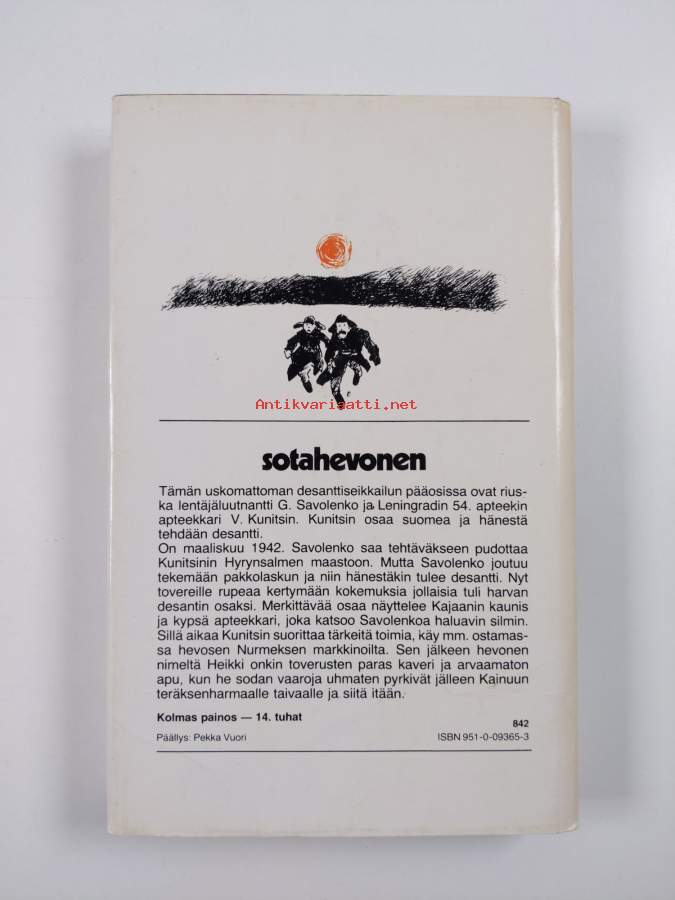 Antikvariaatti.net
sotahevonen
Tämän uskomattoman desanttiseikkailun pääosissa ovat rius-
ka lentäjäluutnantti G. Savolenko ja Leningradin 54. apteekin
apteekkari V. Kunitsin. Kunitsin osaa suomea ja hänestä
tehdään desantti.
On maaliskuu 1942. Savolenko saa tehtäväkseen pudottaa
Kunitsinin Hyrynsalmen maastoon. Mutta Savolenko joutuu
tekemään pakkolaskun ja niin hänestäkin tulee desantti. Nyt
tovereille rupeaa kertymään kokemuksia jollaisia tuli harvan
desantin osaksi. Merkittävää osaa näyttelee Kajaanin kaunis
ja kypsä apteekkari, joka katsoo Savolenkoa haluavin silmin.
Sillä aikaa Kunitsin suorittaa tärkeitä toimia, käy mm. ostamas-
sa hevosen Nurmeksen markkinoilta. Sen jälkeen hevonen
nimeltä Heikki onkin toverusten paras kaveri ja arvaamaton
apu, kun he sodan vaaroja uhmaten pyrkivät jälleen Kainuun
teräksenharmaalle taivaalle ja siitä itään.
Kolmas painos — 14. tuhat
842
Päällys: Pekka Vuori
ISBN 951-0-09365-3